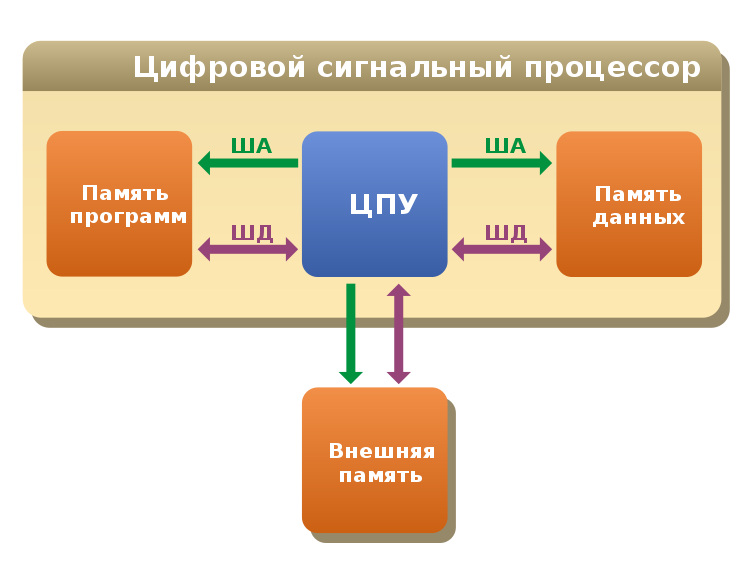 Цифровой сигнальный процессор
ША
ША
Память
программ
ЦПУ
Память
данных
ШД
ШД
Внешняя
память